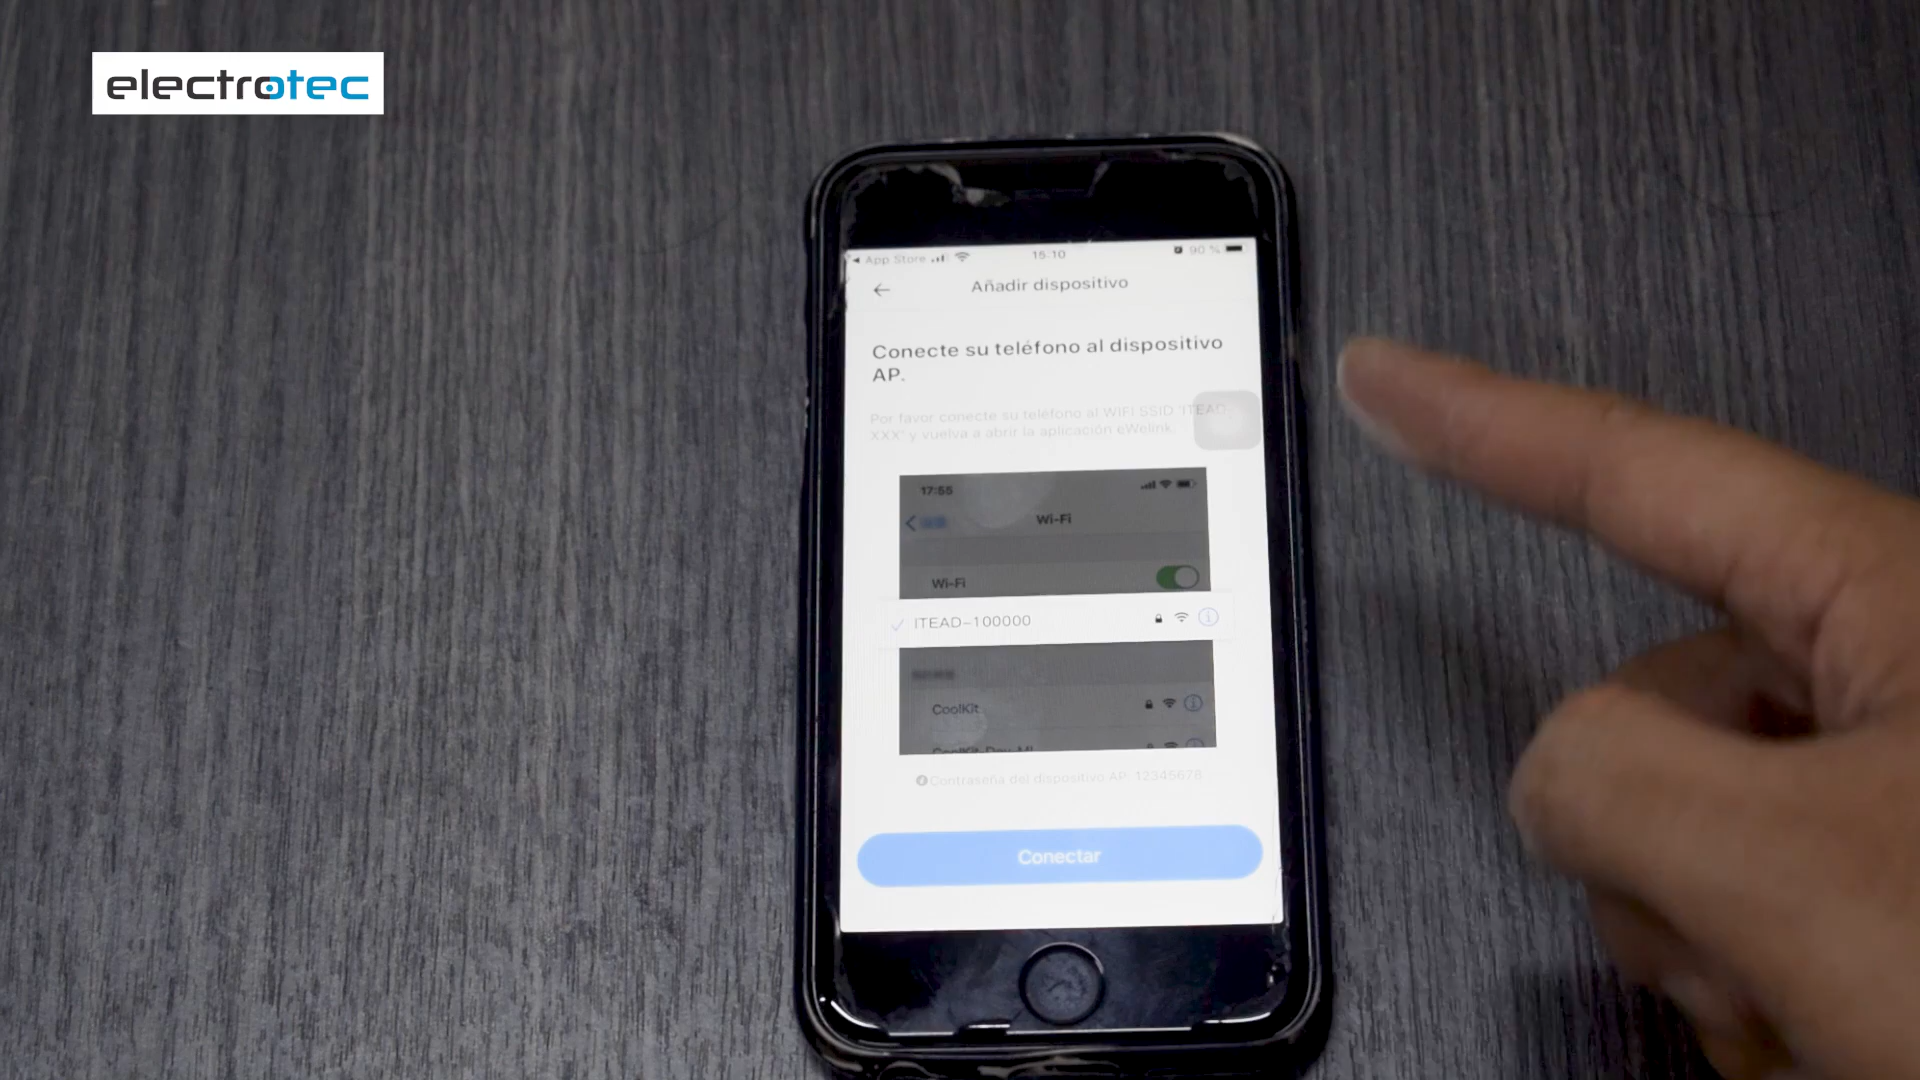 electrotec
App Store
15:10
90 %
Añadir dispositivo
Conecte su teléfono al dispositivo
AP.
Por favor conecte su teléfono al WIFI SSID 'ITEAD-
XXX' y vuelva a abrir la aplicación eWelink.
17:55
Wi-Fi
Wi-Fi
ITEAD-100000
CoolKit
Contraseña del dispositivo AP: 12345678
Conectar